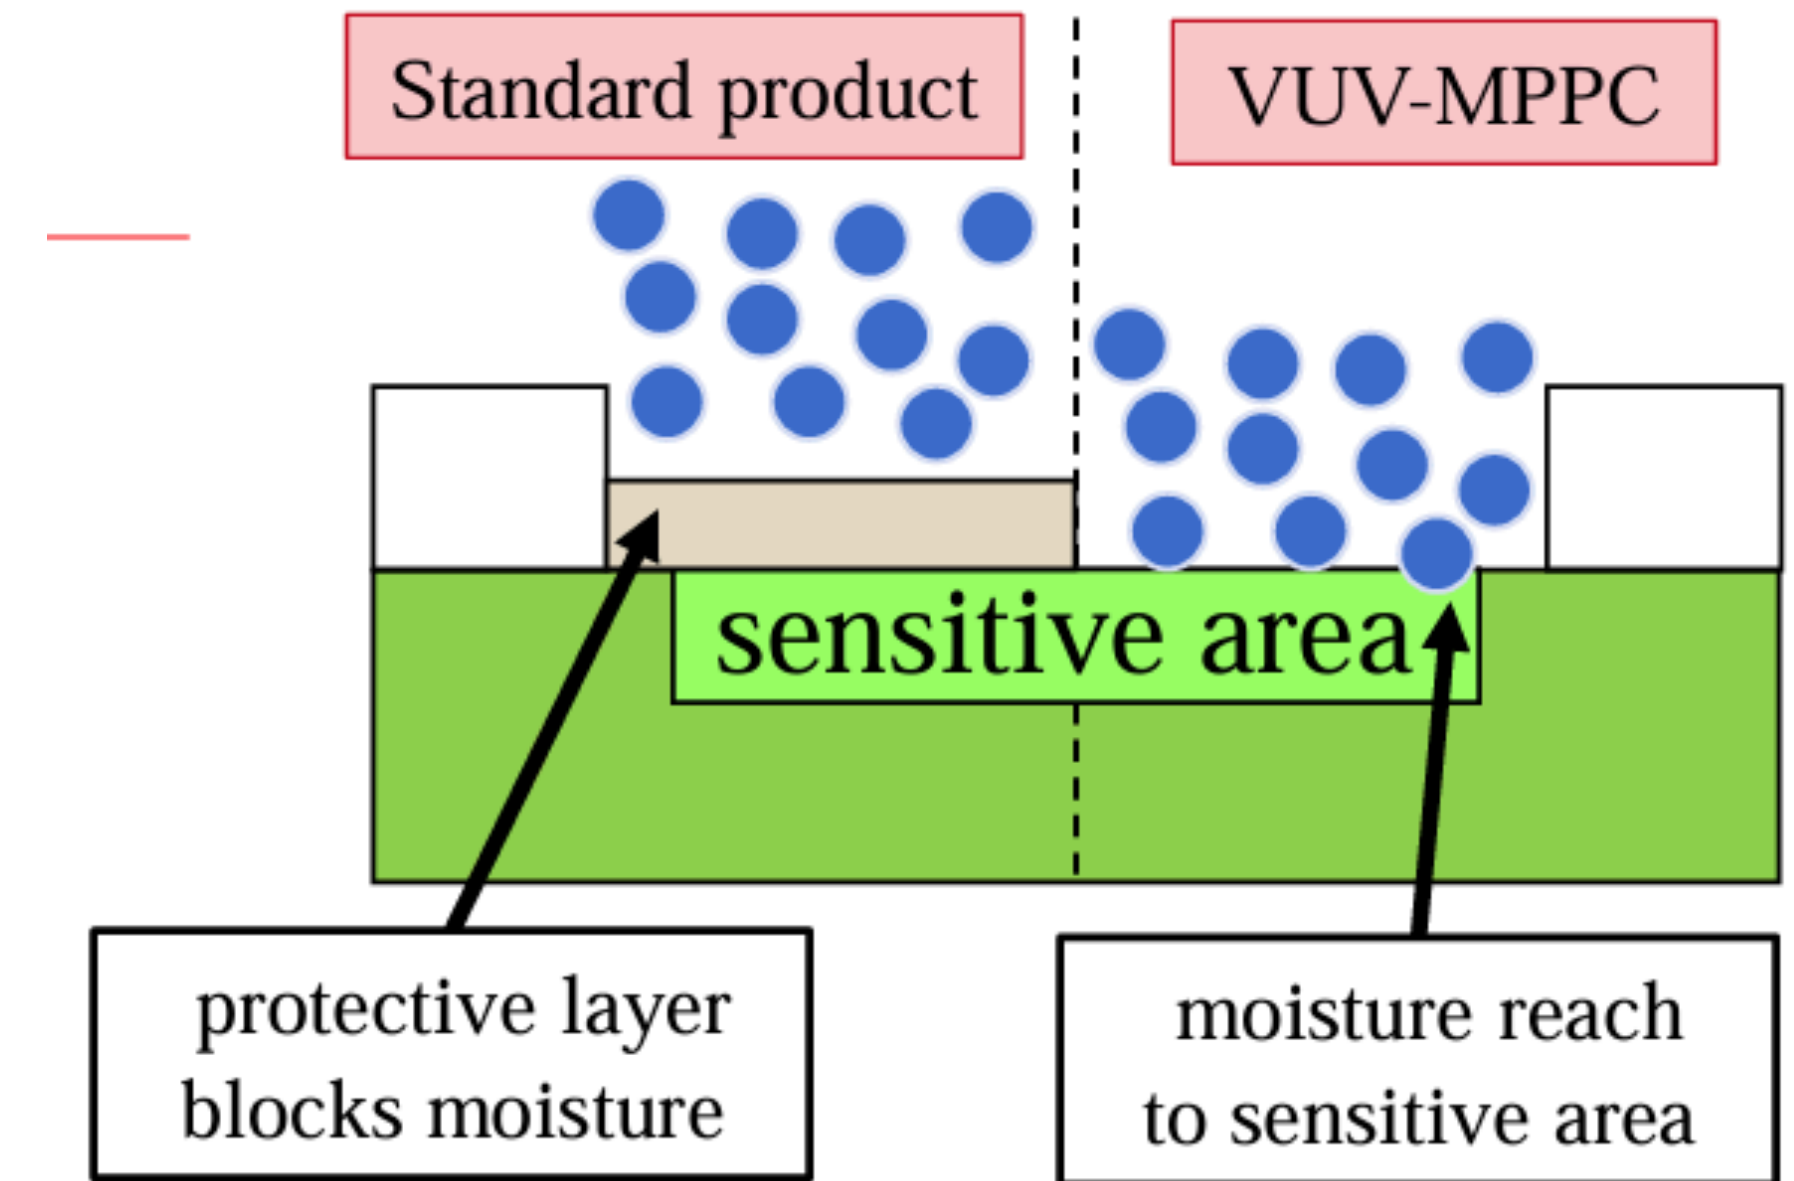 Standard product
VUV-MPPC
sensitive area
protective layer
blocks moisture
moisture reach
to sensitive area